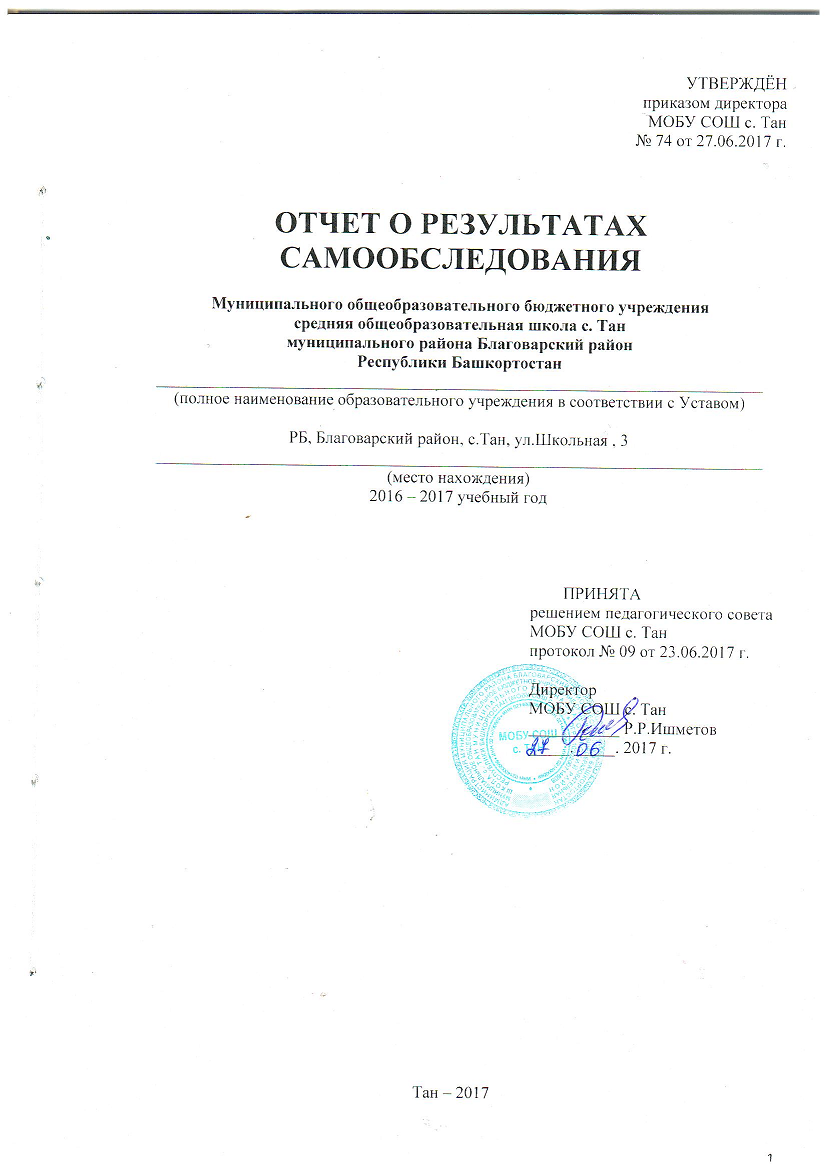 УТВЕРЖДЁН
приказом директора
МОБУ СОШ с. Тан
№ 74 от 27.06.2017 г.
ОТЧЕТ О РЕЗУЛЬТАТАХ
САМООБСЛЕДОВАНИЯ
Муниципального общеобразовательного бюджетного учреждения
средняя общеобразовательная школа с. Тан
муниципального района Благоварский район
Республики Башкортостан
(полное наименование образовательного учреждения в соответствии с Уставом)
РБ, Благоварский район, с.Тан, ул.Школьная , 3
(место нахождения)
2016 – 2017 учебный год
ПРИНЯТА
решением педагогического совета
МОБУ СОШ с. Тан
протокол № 09 от 23.06.2017 г.
Директор
МОБУ СОШ с. Тан
Р.Р.Ишметов
27 . 06 . 2017 г.
МОБУ СОШ
Тан – 2017
1